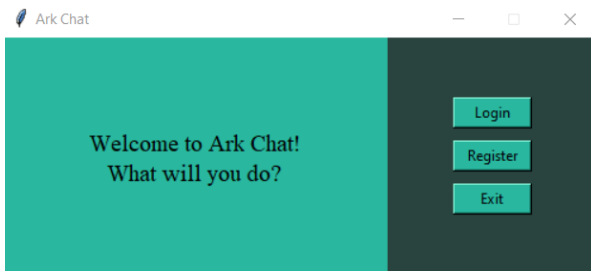 Ark Chat
Welcome to Ark Chat!
What will you do?
Login
Register
Exit